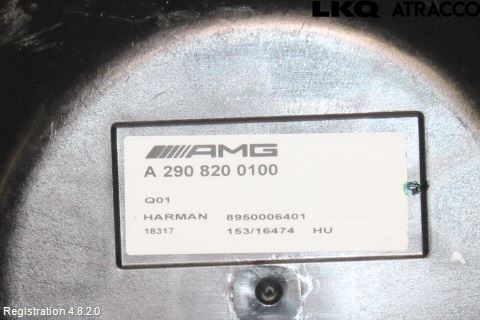 LKQ ATRACCO
AMG
A 290 820 0100
Q01
HARMAN 8950006401
18317 153/16474 HU
Registration 4.8.2.0